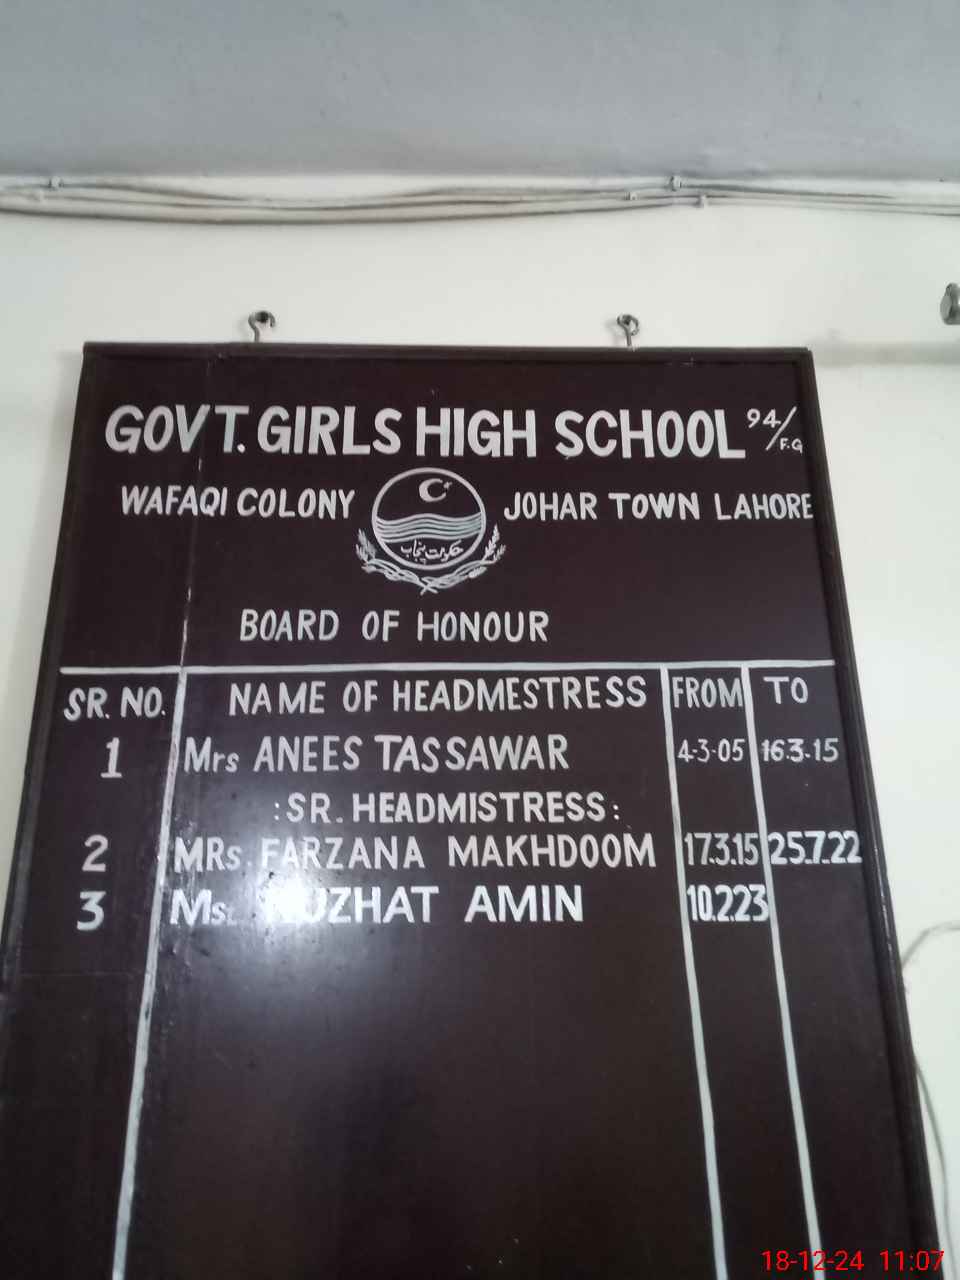 GOVT. GIRLS HIGH SCHOOL 94/F.G
WAFAQI COLONY JOHAR TOWN LAHORE
حکومت پنجاب
BOARD OF HONOUR
SR. NO. NAME OF HEADMESTRESS FROM TO
1 Mrs ANEES TASSAWAR 4-3-05 16.3.15
:SR. HEADMISTRESS:
2 MRs. FARZANA MAKHDOOM 17.3.15 25.7.22
3 Ms. NUZHAT AMIN 10.2.23
18-12-24 11:07